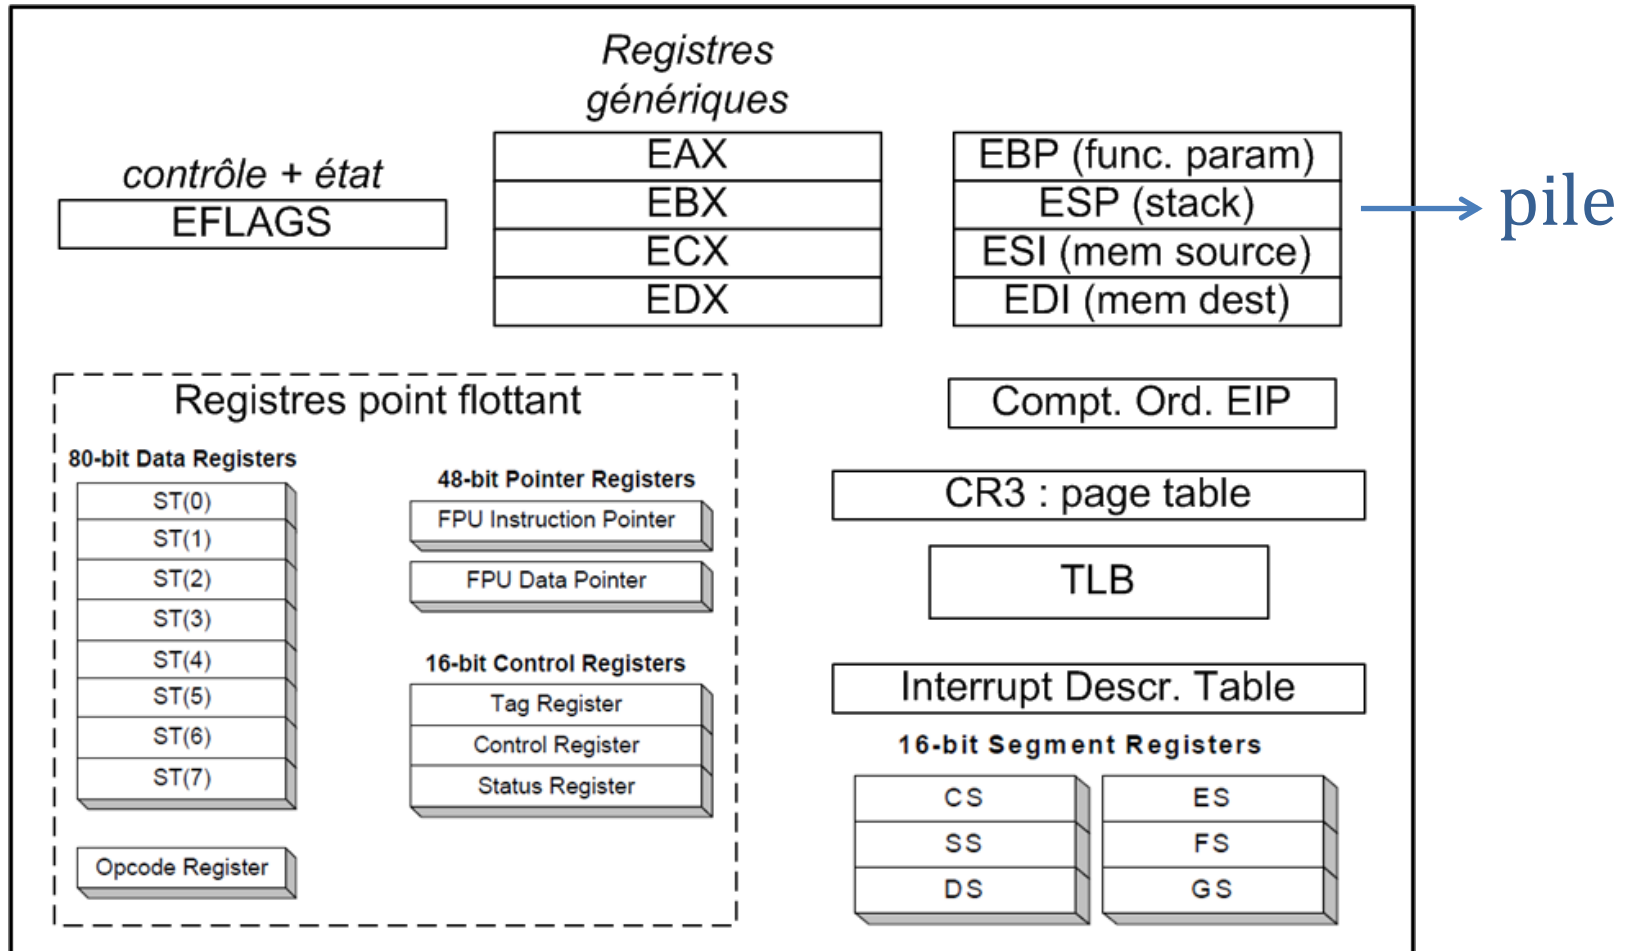 Registres
génériques
contrôle + état
EFLAGS
EAX
EBX
ECX
EDX
EBP (func. param)
ESP (stack)
ESI (mem source)
EDI (mem dest)
pile
Registres point flottant
80-bit Data Registers
ST(0)
ST(1)
ST(2)
ST(3)
ST(4)
ST(5)
ST(6)
ST(7)
Opcode Register
48-bit Pointer Registers
FPU Instruction Pointer
FPU Data Pointer
16-bit Control Registers
Tag Register
Control Register
Status Register
Compt. Ord. EIP
CR3 : page table
TLB
Interrupt Descr. Table
16-bit Segment Registers
CS
SS
DS
ES
FS
GS